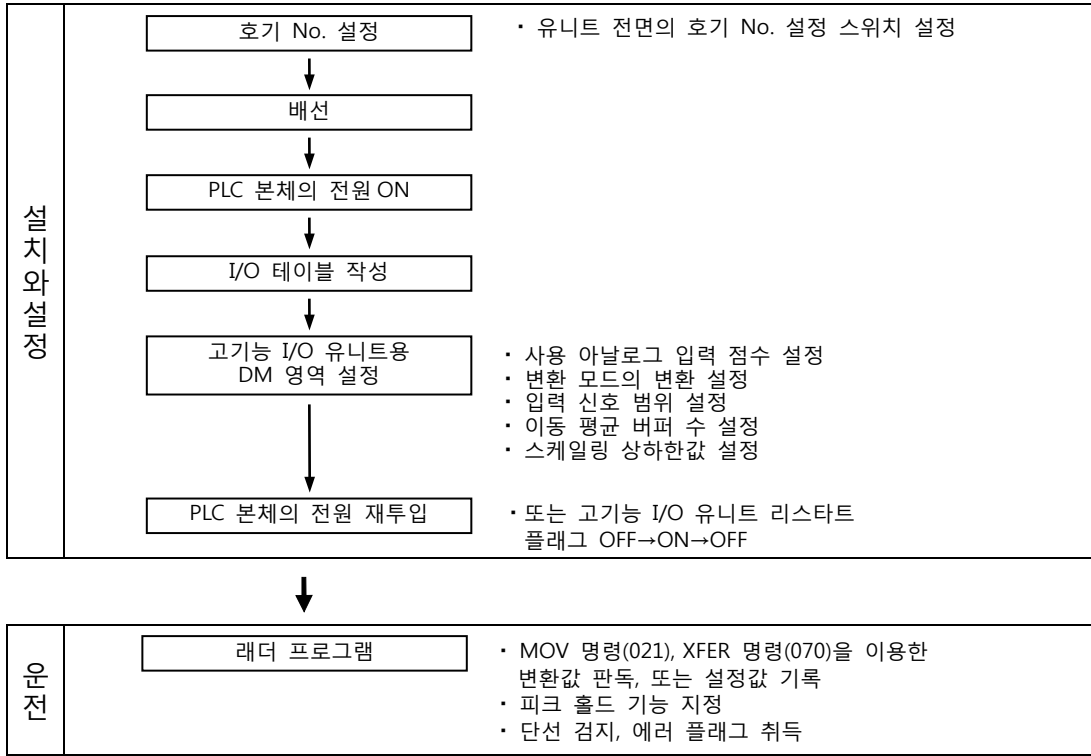 호기 No. 설정
・ 유니트 전면의 호기 No. 설정 스위치 설정
배선
PLC 본체의 전원 ON
I/O 테이블 작성
고기능 I/O 유니트용
DM 영역 설정
・ 사용 아날로그 입력 점수 설정
・ 변환 모드의 변환 설정
・ 입력 신호 범위 설정
・ 이동 평균 버퍼 수 설정
・ 스케일링 상하한값 설정
PLC 본체의 전원 재투입
・또는 고기능 I/O 유니트 리스타트
플래그 OFF→ON→OFF
설치와설정
래더 프로그램
・ MOV 명령(021), XFER 명령(070)을 이용한
변환값 판독, 또는 설정값 기록
・ 피크 홀드 기능 지정
・ 단선 검지, 에러 플래그 취득
운전